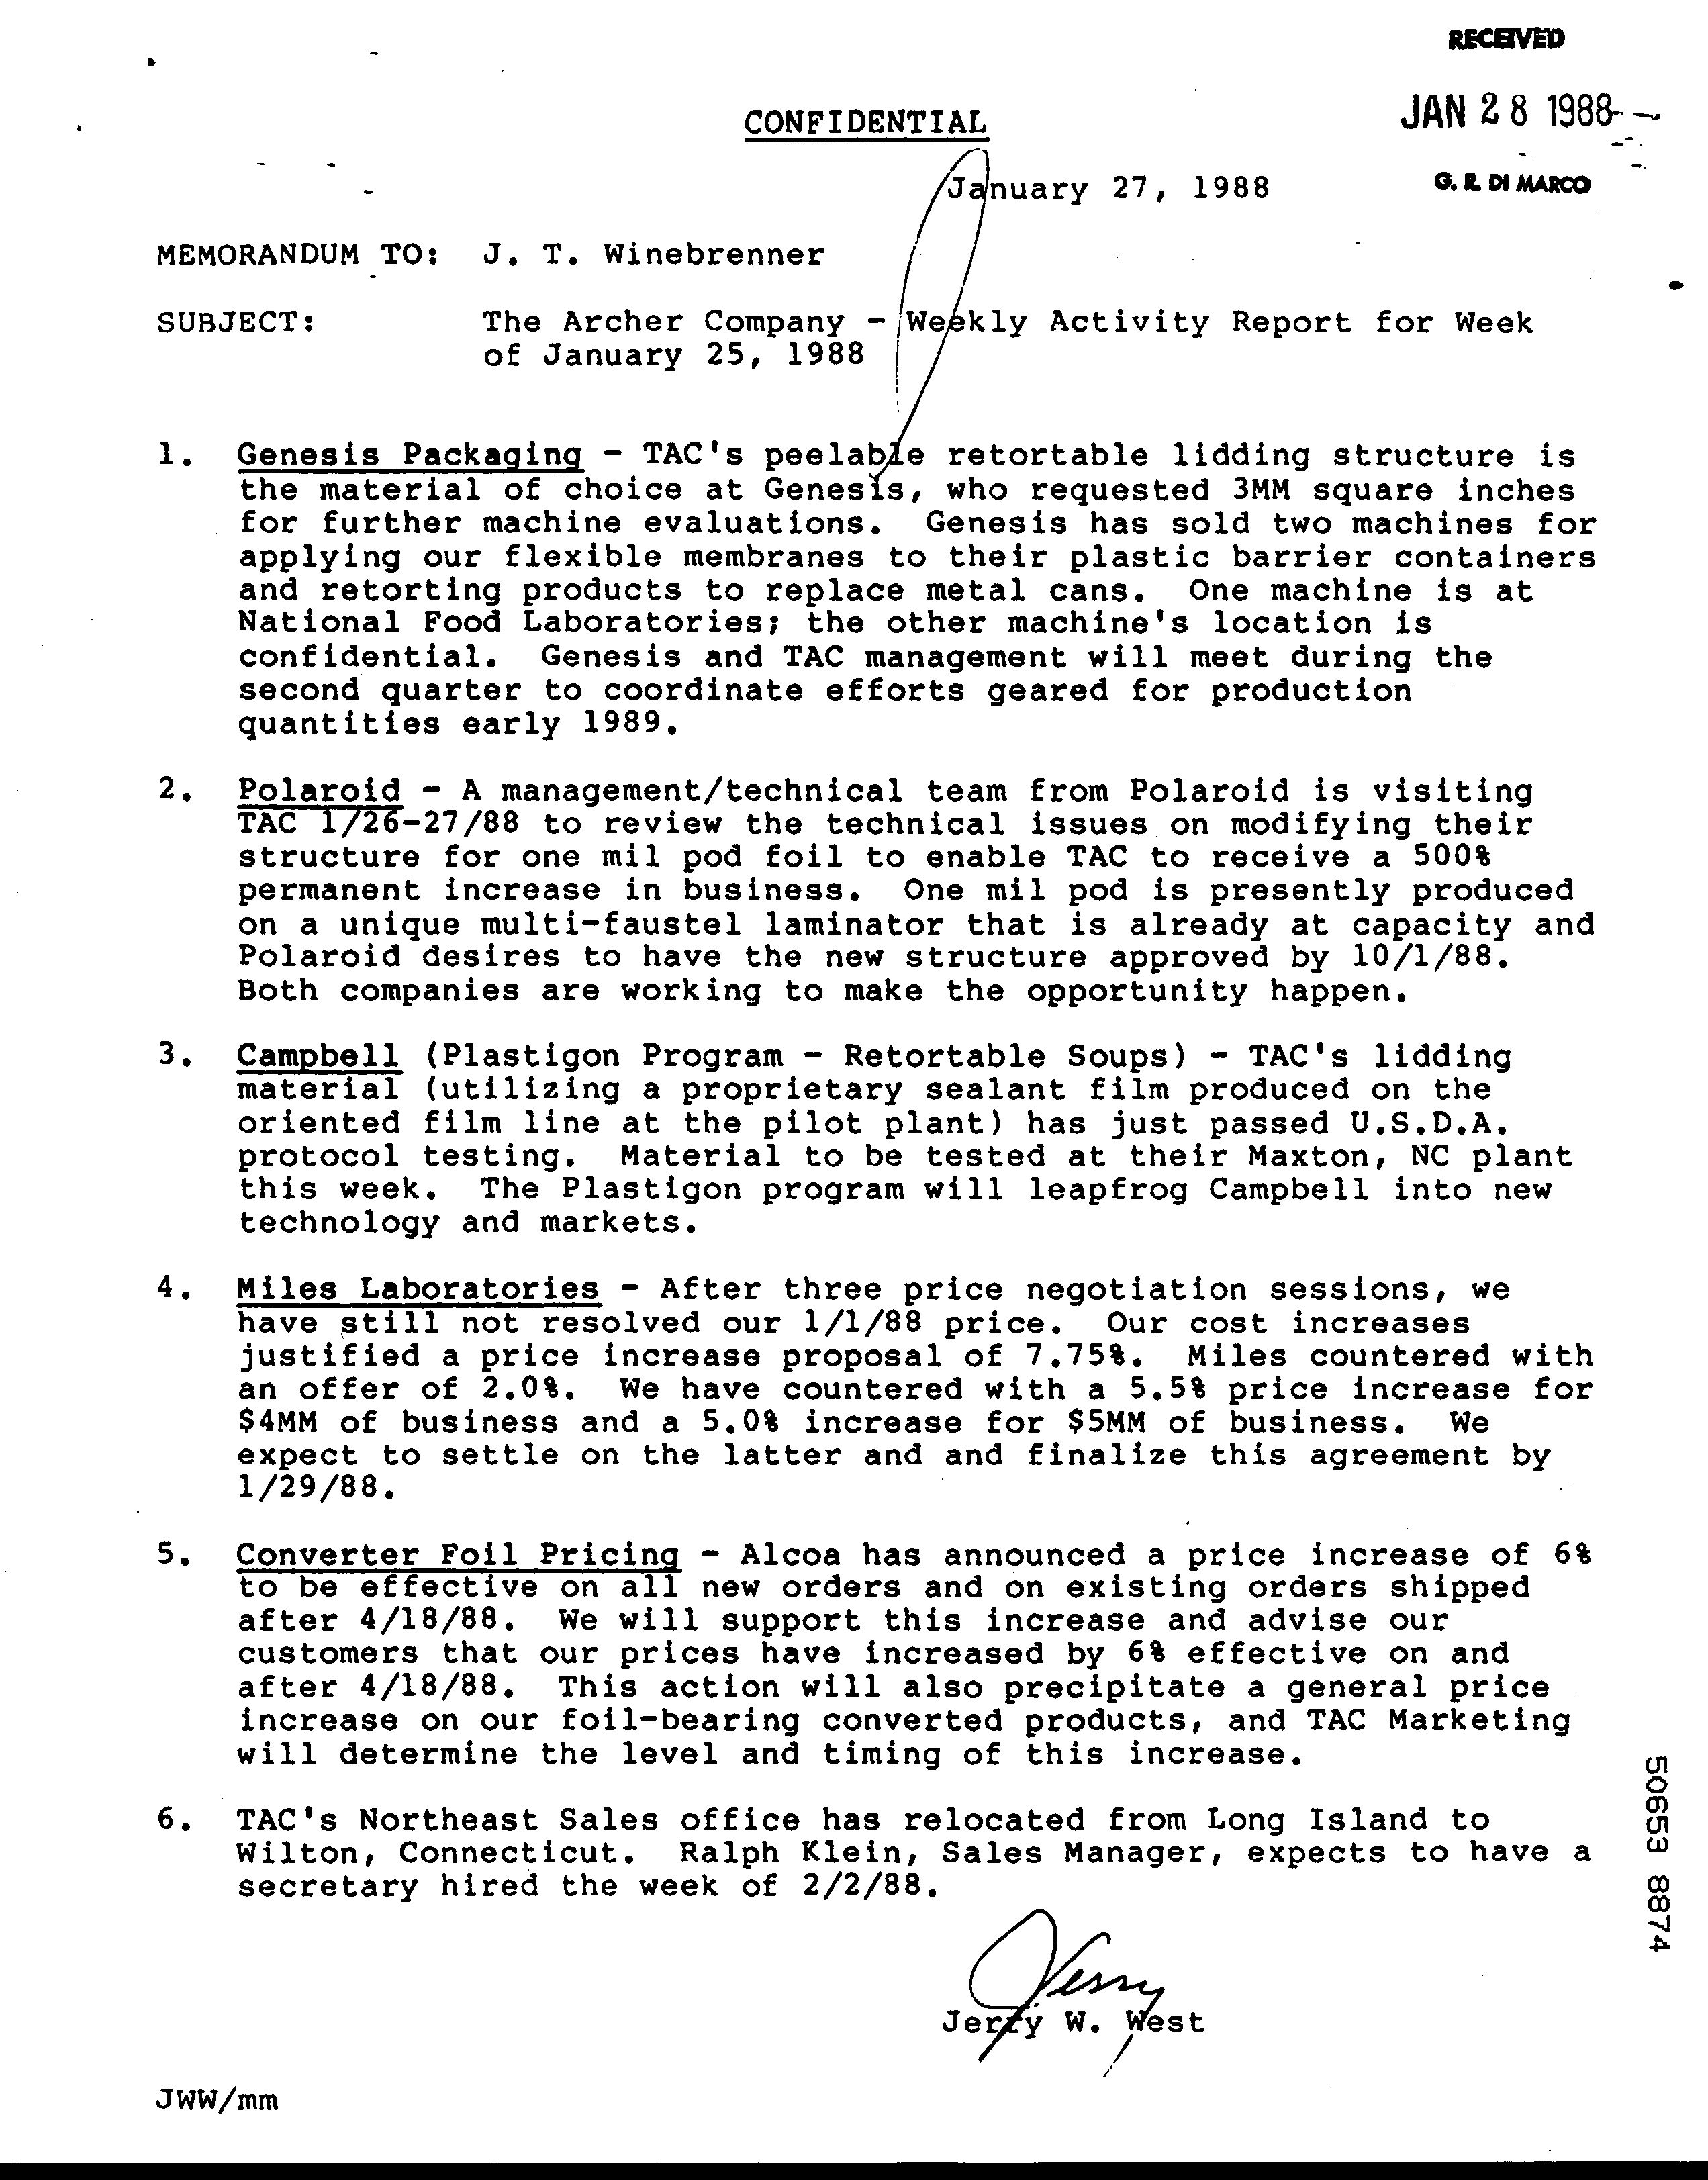 RECEIVED
JAN 28 1988
G. R. DI MARCO
CONFIDENTIAL
January 27, 1988
MEMORANDUM TO: J. T. Winebrenner
SUBJECT: The Archer Company - Weekly Activity Report for Week
of January 25, 1988
1. Genesis Packaging - TAC's peelable retortable lidding structure is
the material of choice at Genesis, who requested 3MM square inches
for further machine evaluations. Genesis has sold two machines for
applying our flexible membranes to their plastic barrier containers
and retorting products to replace metal cans. One machine is at
National Food Laboratories; the other machine's location is
confidential. Genesis and TAC management will meet during the
second quarter to coordinate efforts geared for production
quantities early 1989.
2. Polaroid - A management/technical team from Polaroid is visiting
TAC 1/26-27/88 to review the technical issues on modifying their
structure for one mil pod foil to enable TAC to receive a 500%
permanent increase in business. One mil pod is presently produced
on a unique multi-faustel laminator that is already at capacity and
Polaroid desires to have the new structure approved by 10/1/88.
Both companies are working to make the opportunity happen.
3. Campbell (Plastigon Program - Retortable Soups) - TAC's lidding
material (utilizing a proprietary sealant film produced on the
oriented film line at the pilot plant) has just passed U.S.D.A.
protocol testing. Material to be tested at their Maxton, NC plant
this week. The Plastigon program will leapfrog Campbell into new
technology and markets.
4. Miles Laboratories - After three price negotiation sessions, we
have still not resolved our 1/1/88 price. Our cost increases
justified a price increase proposal of 7.75%. Miles countered with
an offer of 2.0%. We have countered with a 5.5% price increase for
$4MM of business and a 5.0% increase for $5MM of business. We
expect to settle on the latter and and finalize this agreement by
1/29/88.
5. Converter Foil Pricing - Alcoa has announced a price increase of 6%
to be effective on all new orders and on existing orders shipped
after 4/18/88. We will support this increase and advise our
customers that our prices have increased by 6% effective on and
after 4/18/88. This action will also precipitate a general price
increase on our foil-bearing converted products, and TAC Marketing
will determine the level and timing of this increase.
6. TAC's Northeast Sales office has relocated from Long Island to
Wilton, Connecticut. Ralph Klein, Sales Manager, expects to have a
secretary hired the week of 2/2/88.
Jerry
Jerry W. West
JWW/mm
50653 8874